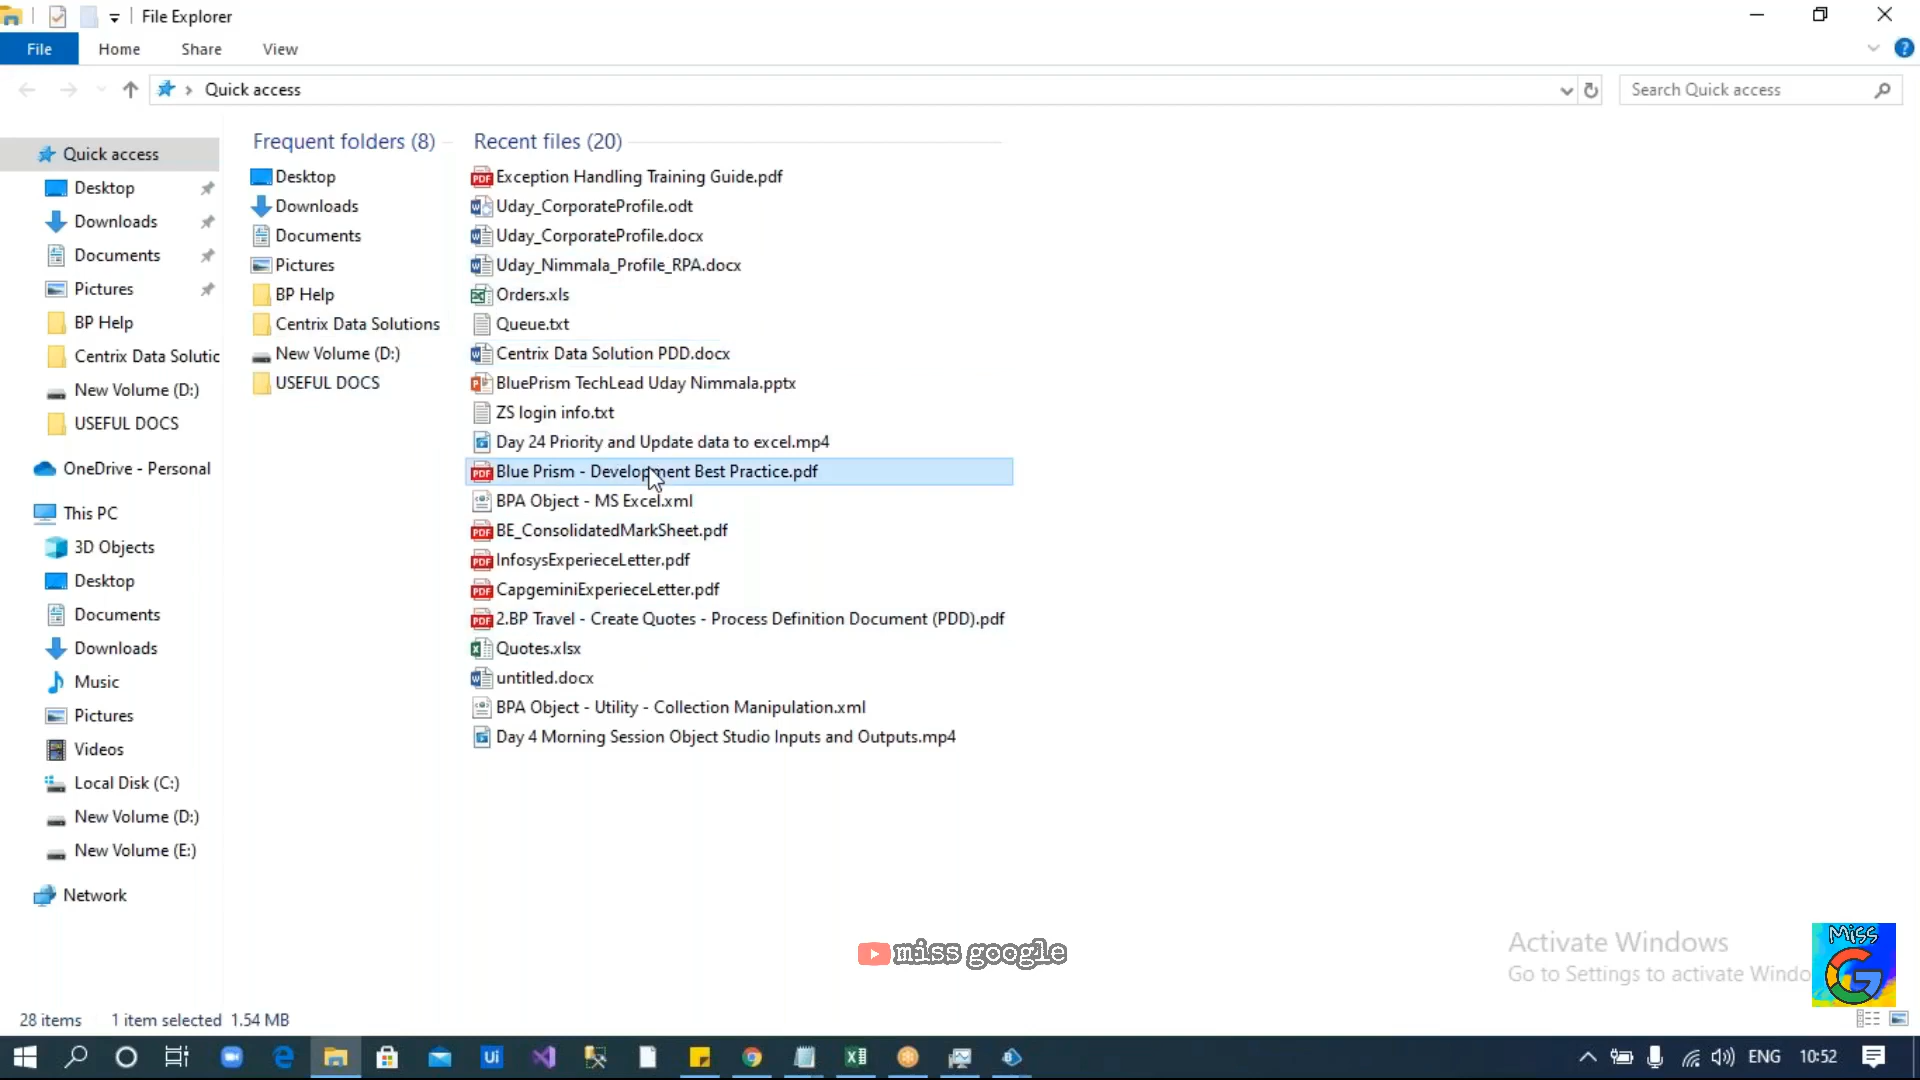 File Explorer
File Home Share View
Quick access Search Quick access
Quick access
Desktop
Downloads
Documents
Pictures
BP Help
Centrix Data Solutic
New Volume (D:)
USEFUL DOCS
OneDrive - Personal
This PC
3D Objects
Desktop
Documents
Downloads
Music
Pictures
Videos
Local Disk (C:)
New Volume (D:)
New Volume (E:)
Network
Frequent folders (8)
Desktop
Downloads
Documents
Pictures
BP Help
Centrix Data Solutions
New Volume (D:)
USEFUL DOCS
Recent files (20)
Exception Handling Training Guide.pdf
Uday_CorporateProfile.odt
Uday_CorporateProfile.docx
Uday_Nimmala_Profile_RPA.docx
Orders.xls
Queue.txt
Centrix Data Solution PDD.docx
BluePrism TechLead Uday Nimmala.pptx
ZS login info.txt
Day 24 Priority and Update data to excel.mp4
Blue Prism - Development Best Practice.pdf
BPA Object - MS Excel.xml
BE_ConsolidatedMarkSheet.pdf
InfosysExperieceLetter.pdf
CapgeminiExperieceLetter.pdf
2.BP Travel - Create Quotes - Process Definition Document (PDD).pdf
Quotes.xlsx
untitled.docx
BPA Object - Utility - Collection Manipulation.xml
Day 4 Morning Session Object Studio Inputs and Outputs.mp4
miss google
Activate Windows
Go to Settings to activate Windo
Miss
G
28 items 1 item selected 1.54 MB
Ui
ENG 10:52